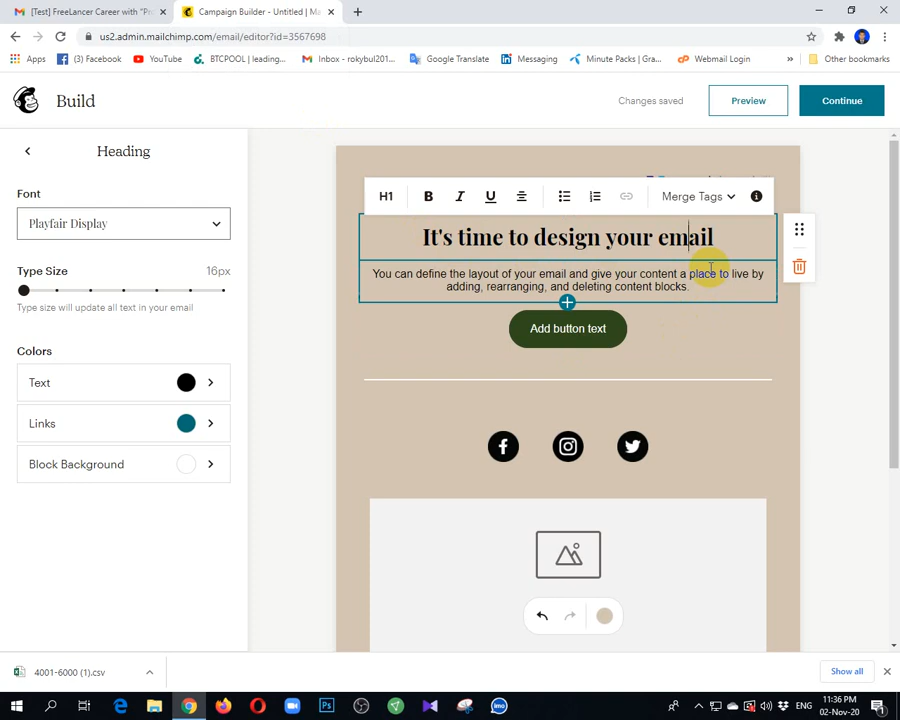 [Test] FreeLancer Career with "Pro
Campaign Builder - Untitled | Ma
us2.admin.mailchimp.com/email/editor?id=3567698
Apps
(3) Facebook
YouTube
BTCPOOL | leading...
Inbox - rokybul201...
Google Translate
Messaging
Minute Packs | Gra...
Webmail Login
»
Other bookmarks
Build
Changes saved
Preview
Continue
Heading
Font
Playfair Display
Type Size
16px
Type size will update all text in your email
Colors
Text
Links
Block Background
H1
B
I
U
Merge Tags
It's time to design your email
You can define the layout of your email and give your content a place to live by
adding, rearranging, and deleting content blocks.
Add button text
4001-6000 (1).csv
Show all
ENG
11:36 PM
02-Nov-20